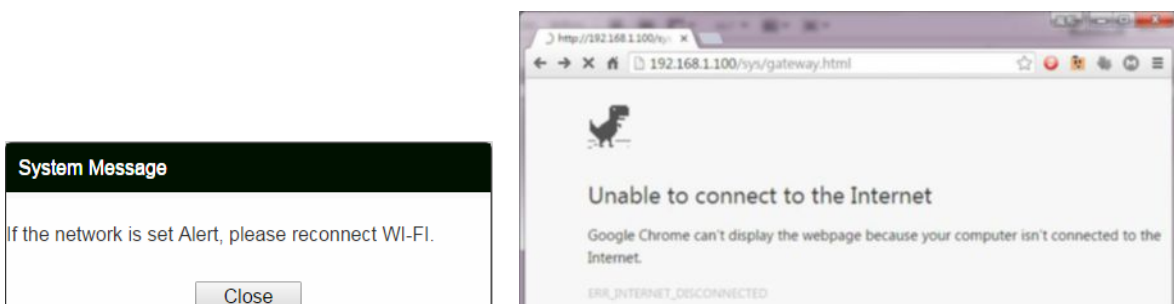 System Message
If the network is set Alert, please reconnect WI-FI.
Close
http://192.168.1.100/sys
192.168.1.100/sys/gateway.html
Unable to connect to the Internet
Google Chrome can't display the webpage because your computer isn't connected to the
Internet.
ERR_INTERNET_DISCONNECTED